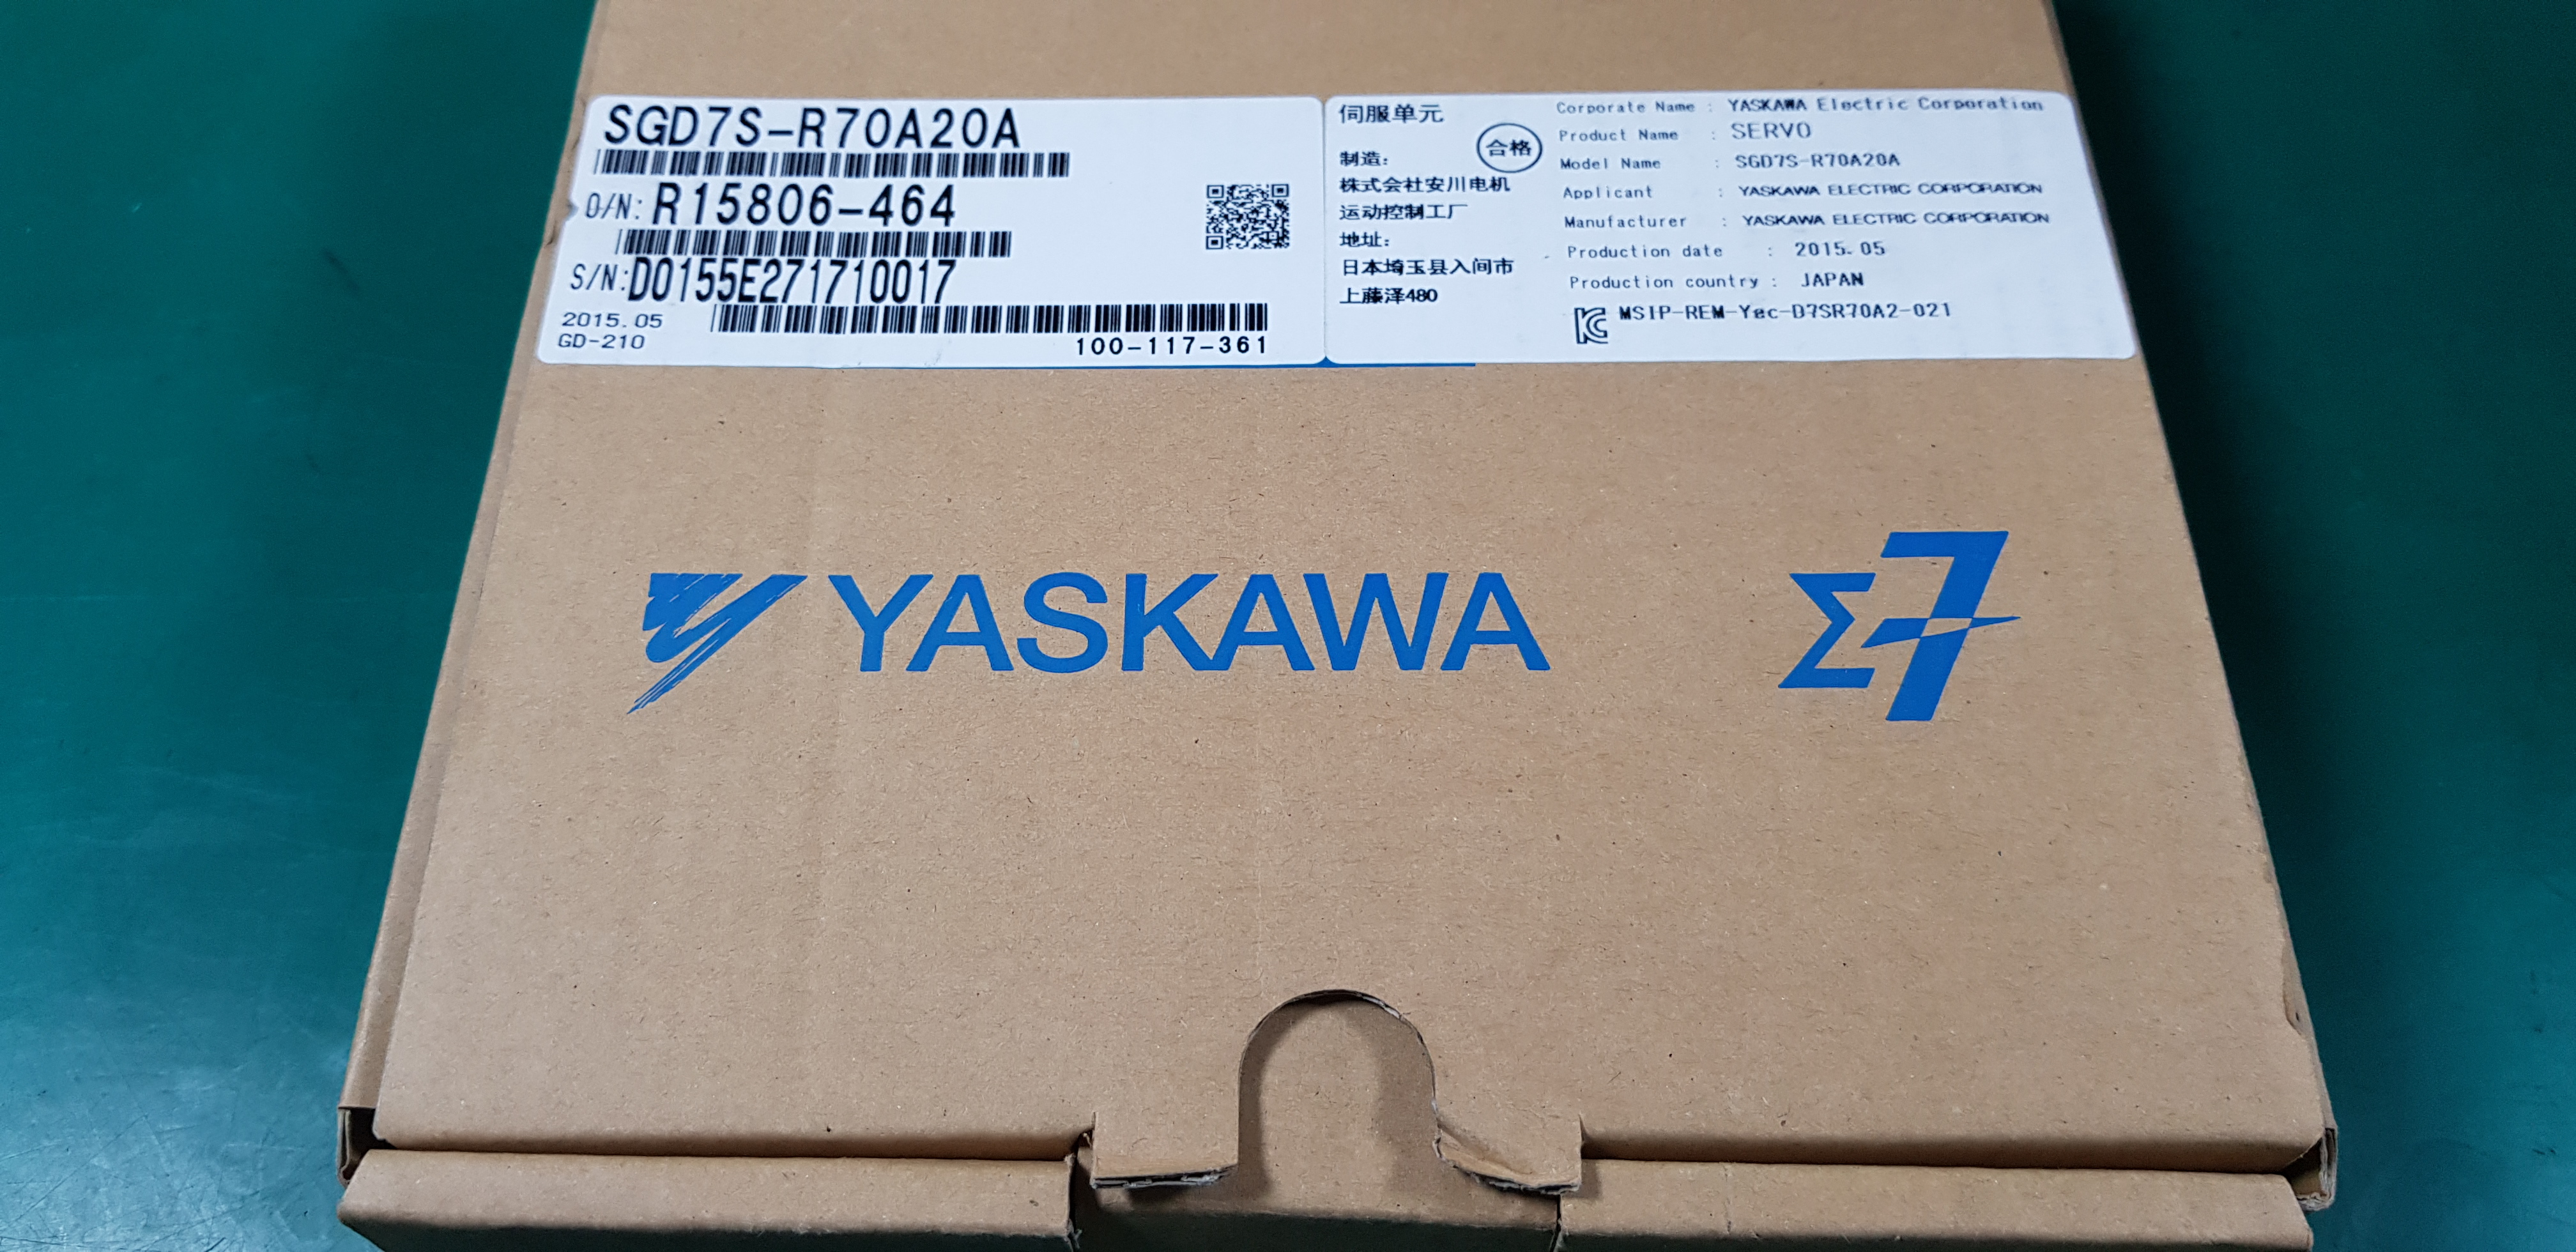 SGD7S-R70A20A
O/N: R15806-464
S/N: D0155E271710017
2015.05
GD-210
100-117-361
伺服单元
合格
制造:
株式会社安川电机
运动控制工厂
地址:
日本埼玉县入间市
上藤泽480
Corporate Name : YASKAWA Electric Corporation
Product Name : SERVO
Model Name : SGD7S-R70A20A
Applicant : YASKAWA ELECTRIC CORPORATION
Manufacturer : YASKAWA ELECTRIC CORPORATION
Production date : 2015.05
Production country : JAPAN
MSIP-REM-Yec-D7SR70A2-021
YASKAWA
Σ7